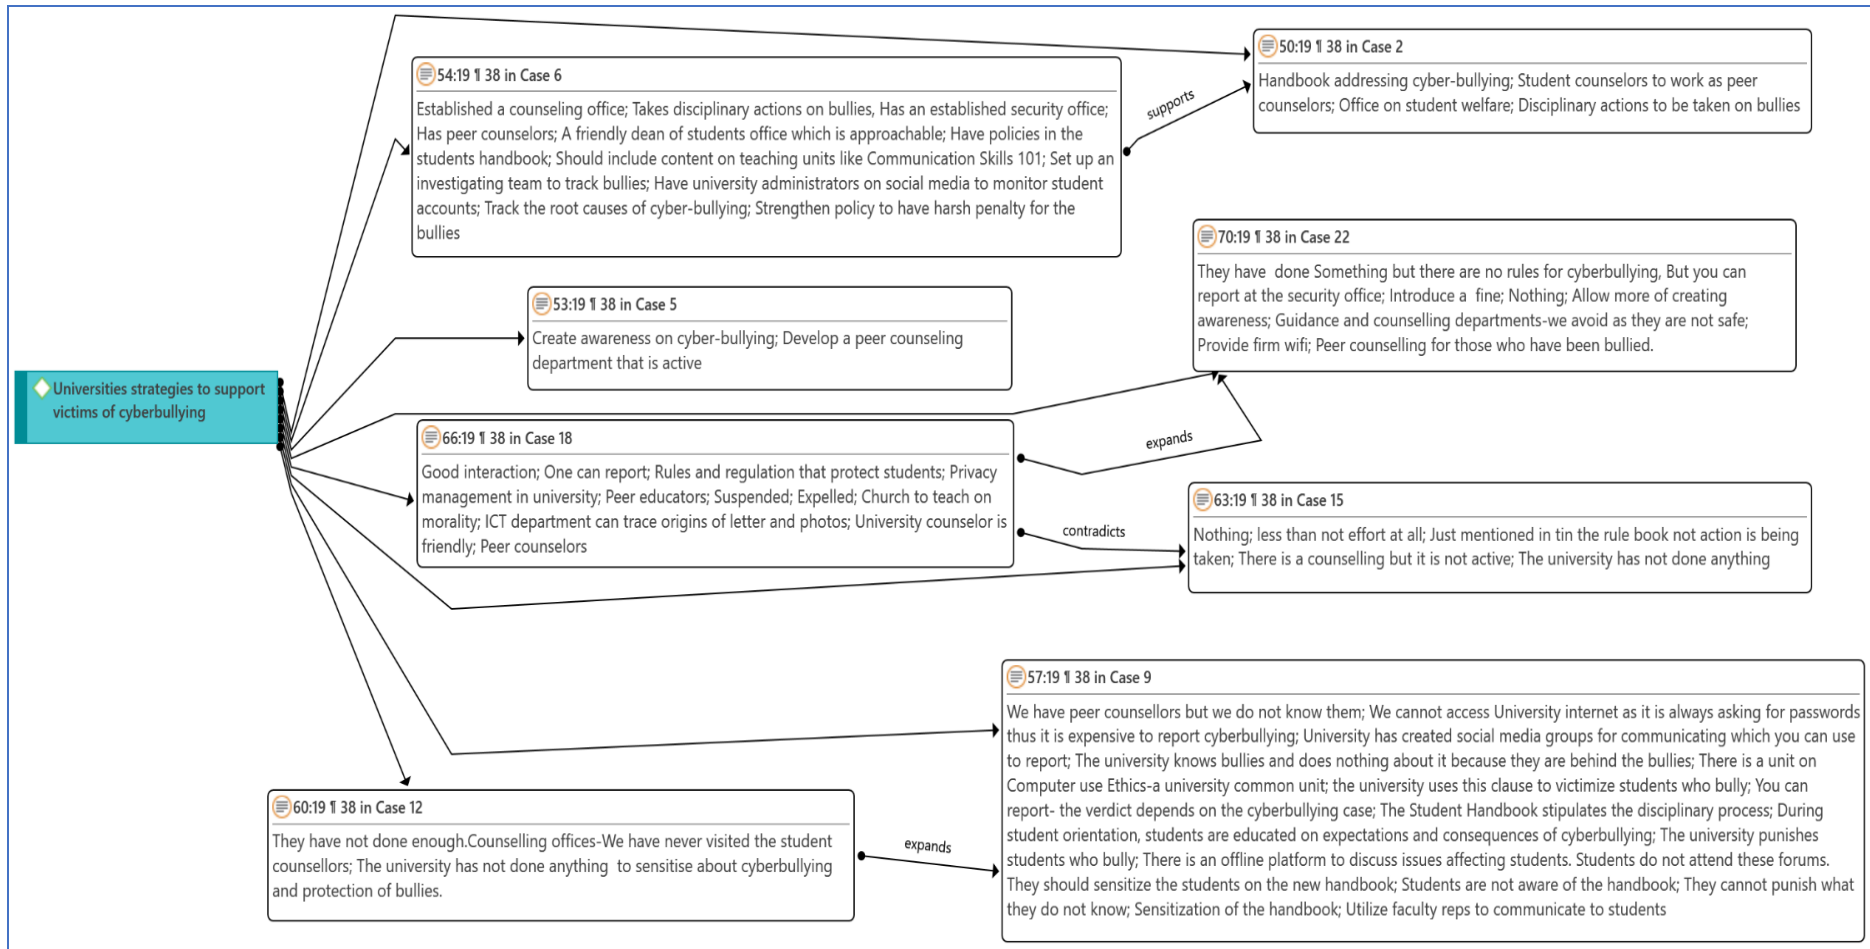 50:19 ¶ 38 in Case 2
Handbook addressing cyber-bullying; Student counselors to work as peer
counselors; Office on student welfare; Disciplinary actions to be taken on bullies
54:19 ¶ 38 in Case 6
Established a counseling office; Takes disciplinary actions on bullies, Has an established security office;
Has peer counselors; A friendly dean of students office which is approachable; Have policies in the
students handbook; Should include content on teaching units like Communication Skills 101; Set up an
investigating team to track bullies; Have university administrators on social media to monitor student
accounts; Track the root causes of cyber-bullying; Strengthen policy to have harsh penalty for the
bullies
supports
70:19 ¶ 38 in Case 22
They have done Something but there are no rules for cyberbullying, But you can
report at the security office; Introduce a fine; Nothing; Allow more of creating
awareness; Guidance and counselling departments-we avoid as they are not safe;
Provide firm wifi; Peer counselling for those who have been bullied.
53:19 ¶ 38 in Case 5
Create awareness on cyber-bullying; Develop a peer counseling
department that is active
Universities strategies to support
victims of cyberbullying
66:19 ¶ 38 in Case 18
Good interaction; One can report; Rules and regulation that protect students; Privacy
management in university; Peer educators; Suspended; Expelled; Church to teach on
morality; ICT department can trace origins of letter and photos; University counselor is
friendly; Peer counselors
expands
contradicts
63:19 ¶ 38 in Case 15
Nothing; less than not effort at all; Just mentioned in tin the rule book not action is being
taken; There is a counselling but it is not active; The university has not done anything
57:19 ¶ 38 in Case 9
We have peer counsellors but we do not know them; We cannot access University internet as it is always asking for passwords
thus it is expensive to report cyberbullying; University has created social media groups for communicating which you can use
to report; The university knows bullies and does nothing about it because they are behind the bullies; There is a unit on
Computer use Ethics-a university common unit; the university uses this clause to victimize students who bully; You can
report- the verdict depends on the cyberbullying case; The Student Handbook stipulates the disciplinary process; During
student orientation, students are educated on expectations and consequences of cyberbullying; The university punishes
students who bully; There is an offline platform to discuss issues affecting students. Students do not attend these forums.
They should sensitize the students on the new handbook; Students are not aware of the handbook; They cannot punish what
they do not know; Sensitization of the handbook; Utilize faculty reps to communicate to students
60:19 ¶ 38 in Case 12
They have not done enough.Counselling offices-We have never visited the student
counsellors; The university has not done anything to sensitise about cyberbullying
and protection of bullies.
expands